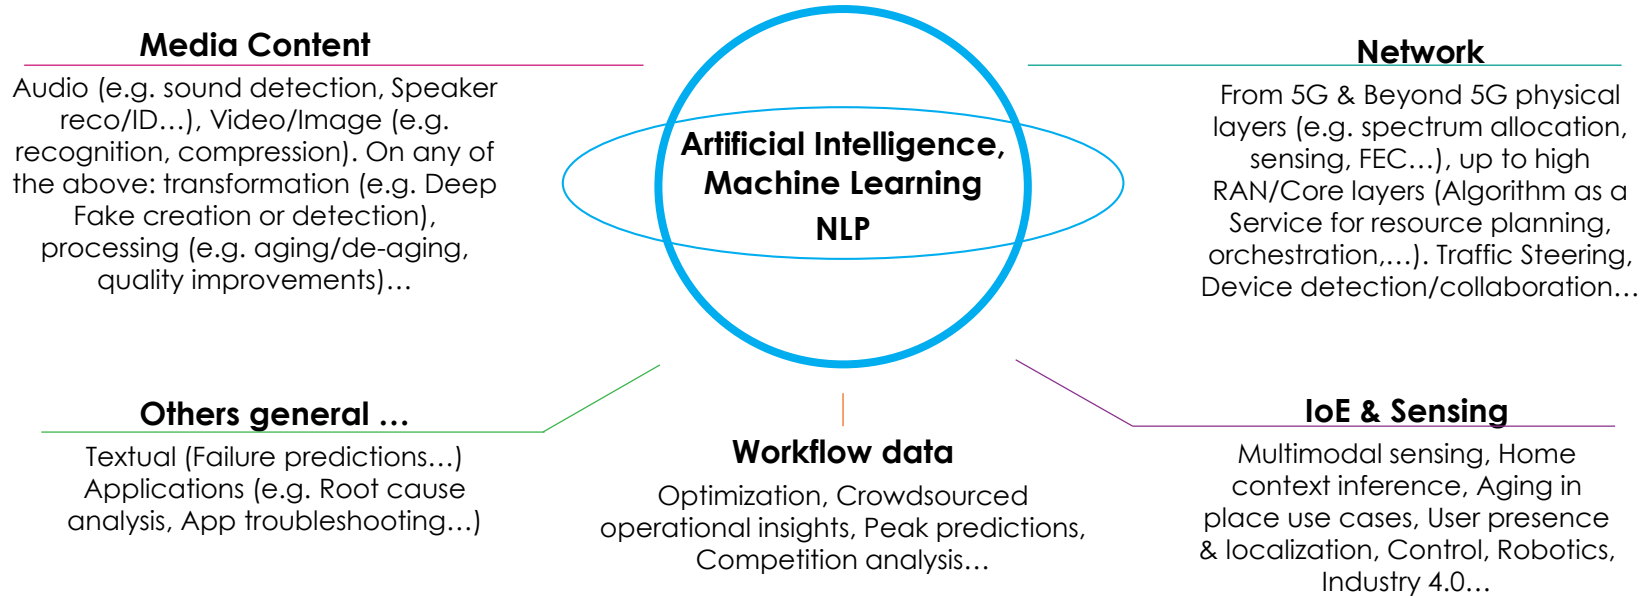 Media Content
Audio (e.g. sound detection, Speaker
reco/ID…), Video/Image (e.g.
recognition, compression). On any of
the above: transformation (e.g. Deep
Fake creation or detection),
processing (e.g. aging/de-aging,
quality improvements)…
Artificial Intelligence,
Machine Learning
NLP
Network
From 5G & Beyond 5G physical
layers (e.g. spectrum allocation,
sensing, FEC…), up to high
RAN/Core layers (Algorithm as a
Service for resource planning,
orchestration,…). Traffic Steering,
Device detection/collaboration…
Others general …
Textual (Failure predictions…)
Applications (e.g. Root cause
analysis, App troubleshooting…)
Workflow data
Optimization, Crowdsourced
operational insights, Peak predictions,
Competition analysis…
IoE & Sensing
Multimodal sensing, Home
context inference, Aging in
place use cases, User presence
& localization, Control, Robotics,
Industry 4.0…